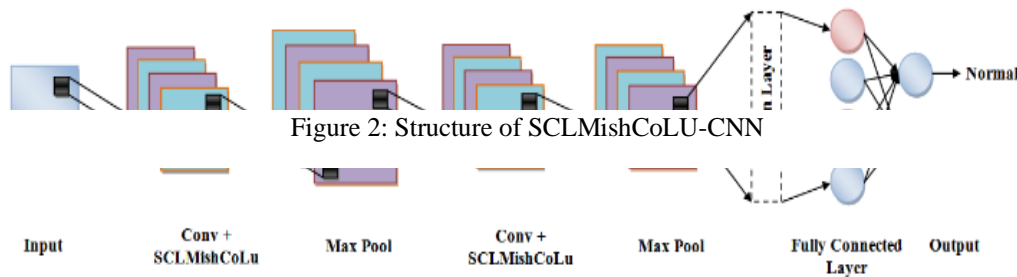 Normal
n Layer
Figure 2: Structure of SCLMishCoLU-CNN
Input
Conv +
SCLMishCoLu
Max Pool
Conv +
SCLMishCoLu
Max Pool
Fully Connected
Layer
Output